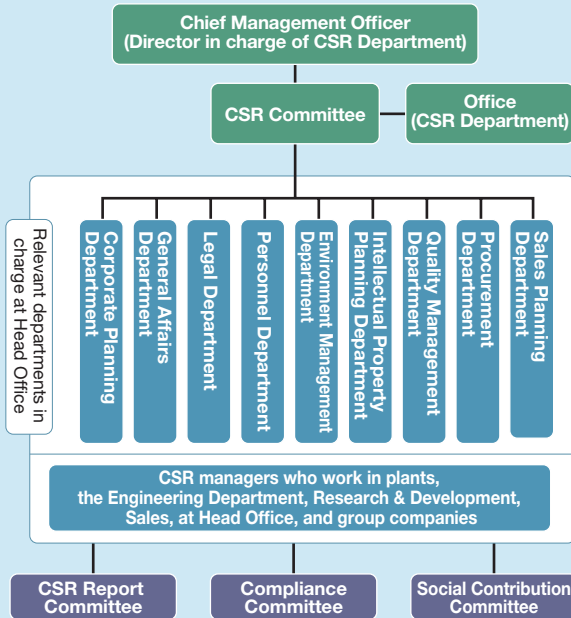 Chief Management Officer
(Director in charge of CSR Department)
CSR Committee
Office
(CSR Department)
Relevant departments in
charge at Head Office
Corporate Planning
Department
General Affairs
Department
Legal Department
Personnel Department
Environment Management
Department
Intellectual Property
Planning Department
Quality Management
Department
Procurement
Department
Sales Planning
Department
CSR managers who work in plants,
the Engineering Department, Research & Development,
Sales, at Head Office, and group companies
CSR Report
Committee
Compliance
Committee
Social Contribution
Committee